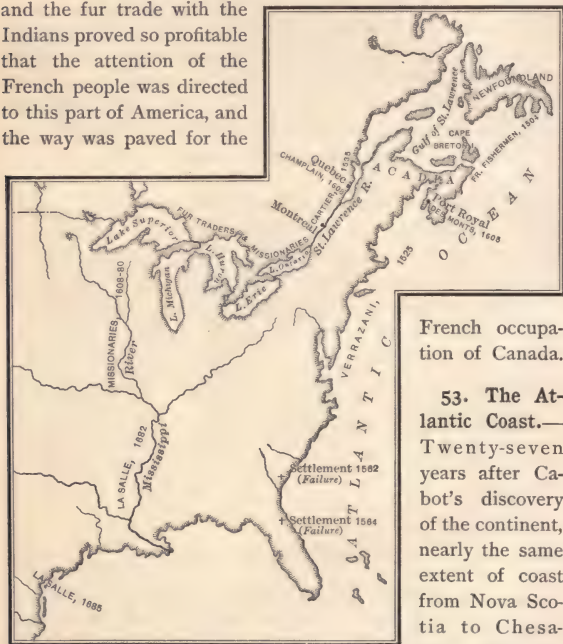 and the fur trade with the
Indians proved so profitable
that the attention of the
French people was directed
to this part of America, and
the way was paved for the
NEWFOUNDLAND
Gulf of St. Lawrence
CAPE
BRETON
FR. FISHERMEN, 1504
ACADIA
Quebec
CHAMPLAIN, 1608
CARTIER, 1535
Montreal
St. Lawrence R.
Port Royal
DES MONTS, 1605
FUR TRADERS & MISSIONARIES
Lake Superior
L. Michigan
L. Huron
L. Ontario
L. Erie
VERRAZANI, 1525
ATLANTIC
OCEAN
MISSIONARIES 1608-80
River
Mississippi
LA SALLE, 1682
LA SALLE, 1685
Settlement 1562
(Failure)
Settlement 1564
(Failure)
French occupa-
tion of Canada.
53. The At-
lantic Coast.—
Twenty-seven
years after Ca-
bot's discovery
of the continent,
nearly the same
extent of coast
from Nova Sco-
tia to Chesa-